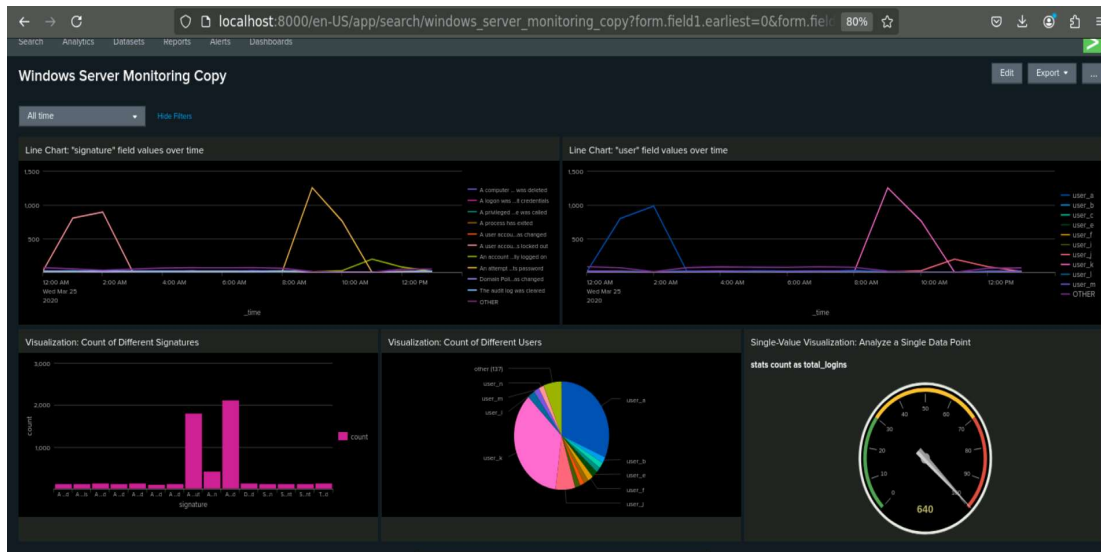 localhost:8000/en-US/app/search/windows_server_monitoring_copy?form.field1.earliest=0&form.fiel
80%
Search Analytics Datasets Reports Alerts Dashboards
Windows Server Monitoring Copy
Edit Export ...
All time
Hide Filters
Line Chart: "signature" field values over time
1,500
1,000
500
12:00 AM
Wed Mar 25
2020
2:00 AM
4:00 AM
6:00 AM
8:00 AM
10:00 AM
12:00 PM
_time
A computer ... was deleted
A logon was ...it credentials
A privileged ...e was called
A process has exited
A user accou...as changed
A user accou...s locked out
An account ...ly logged on
An attempt ...ts password
Domain Poli...as changed
The audit log was cleared
OTHER
Line Chart: "user" field values over time
1,500
1,000
500
12:00 AM
Wed Mar 25
2020
2:00 AM
4:00 AM
6:00 AM
8:00 AM
10:00 AM
12:00 PM
_time
user_a
user_b
user_c
user_e
user_f
user_i
user_j
user_k
user_l
user_m
OTHER
Visualization: Count of Different Signatures
3,000
2,000
1,000
count
signature
count
Visualization: Count of Different Users
other (137)
user_n
user_m
user_l
user_k
user_a
user_b
user_e
user_f
user_j
Single-Value Visualization: Analyze a Single Data Point
stats count as total_logins
0
10
20
30
40
50
60
70
80
90
100
640